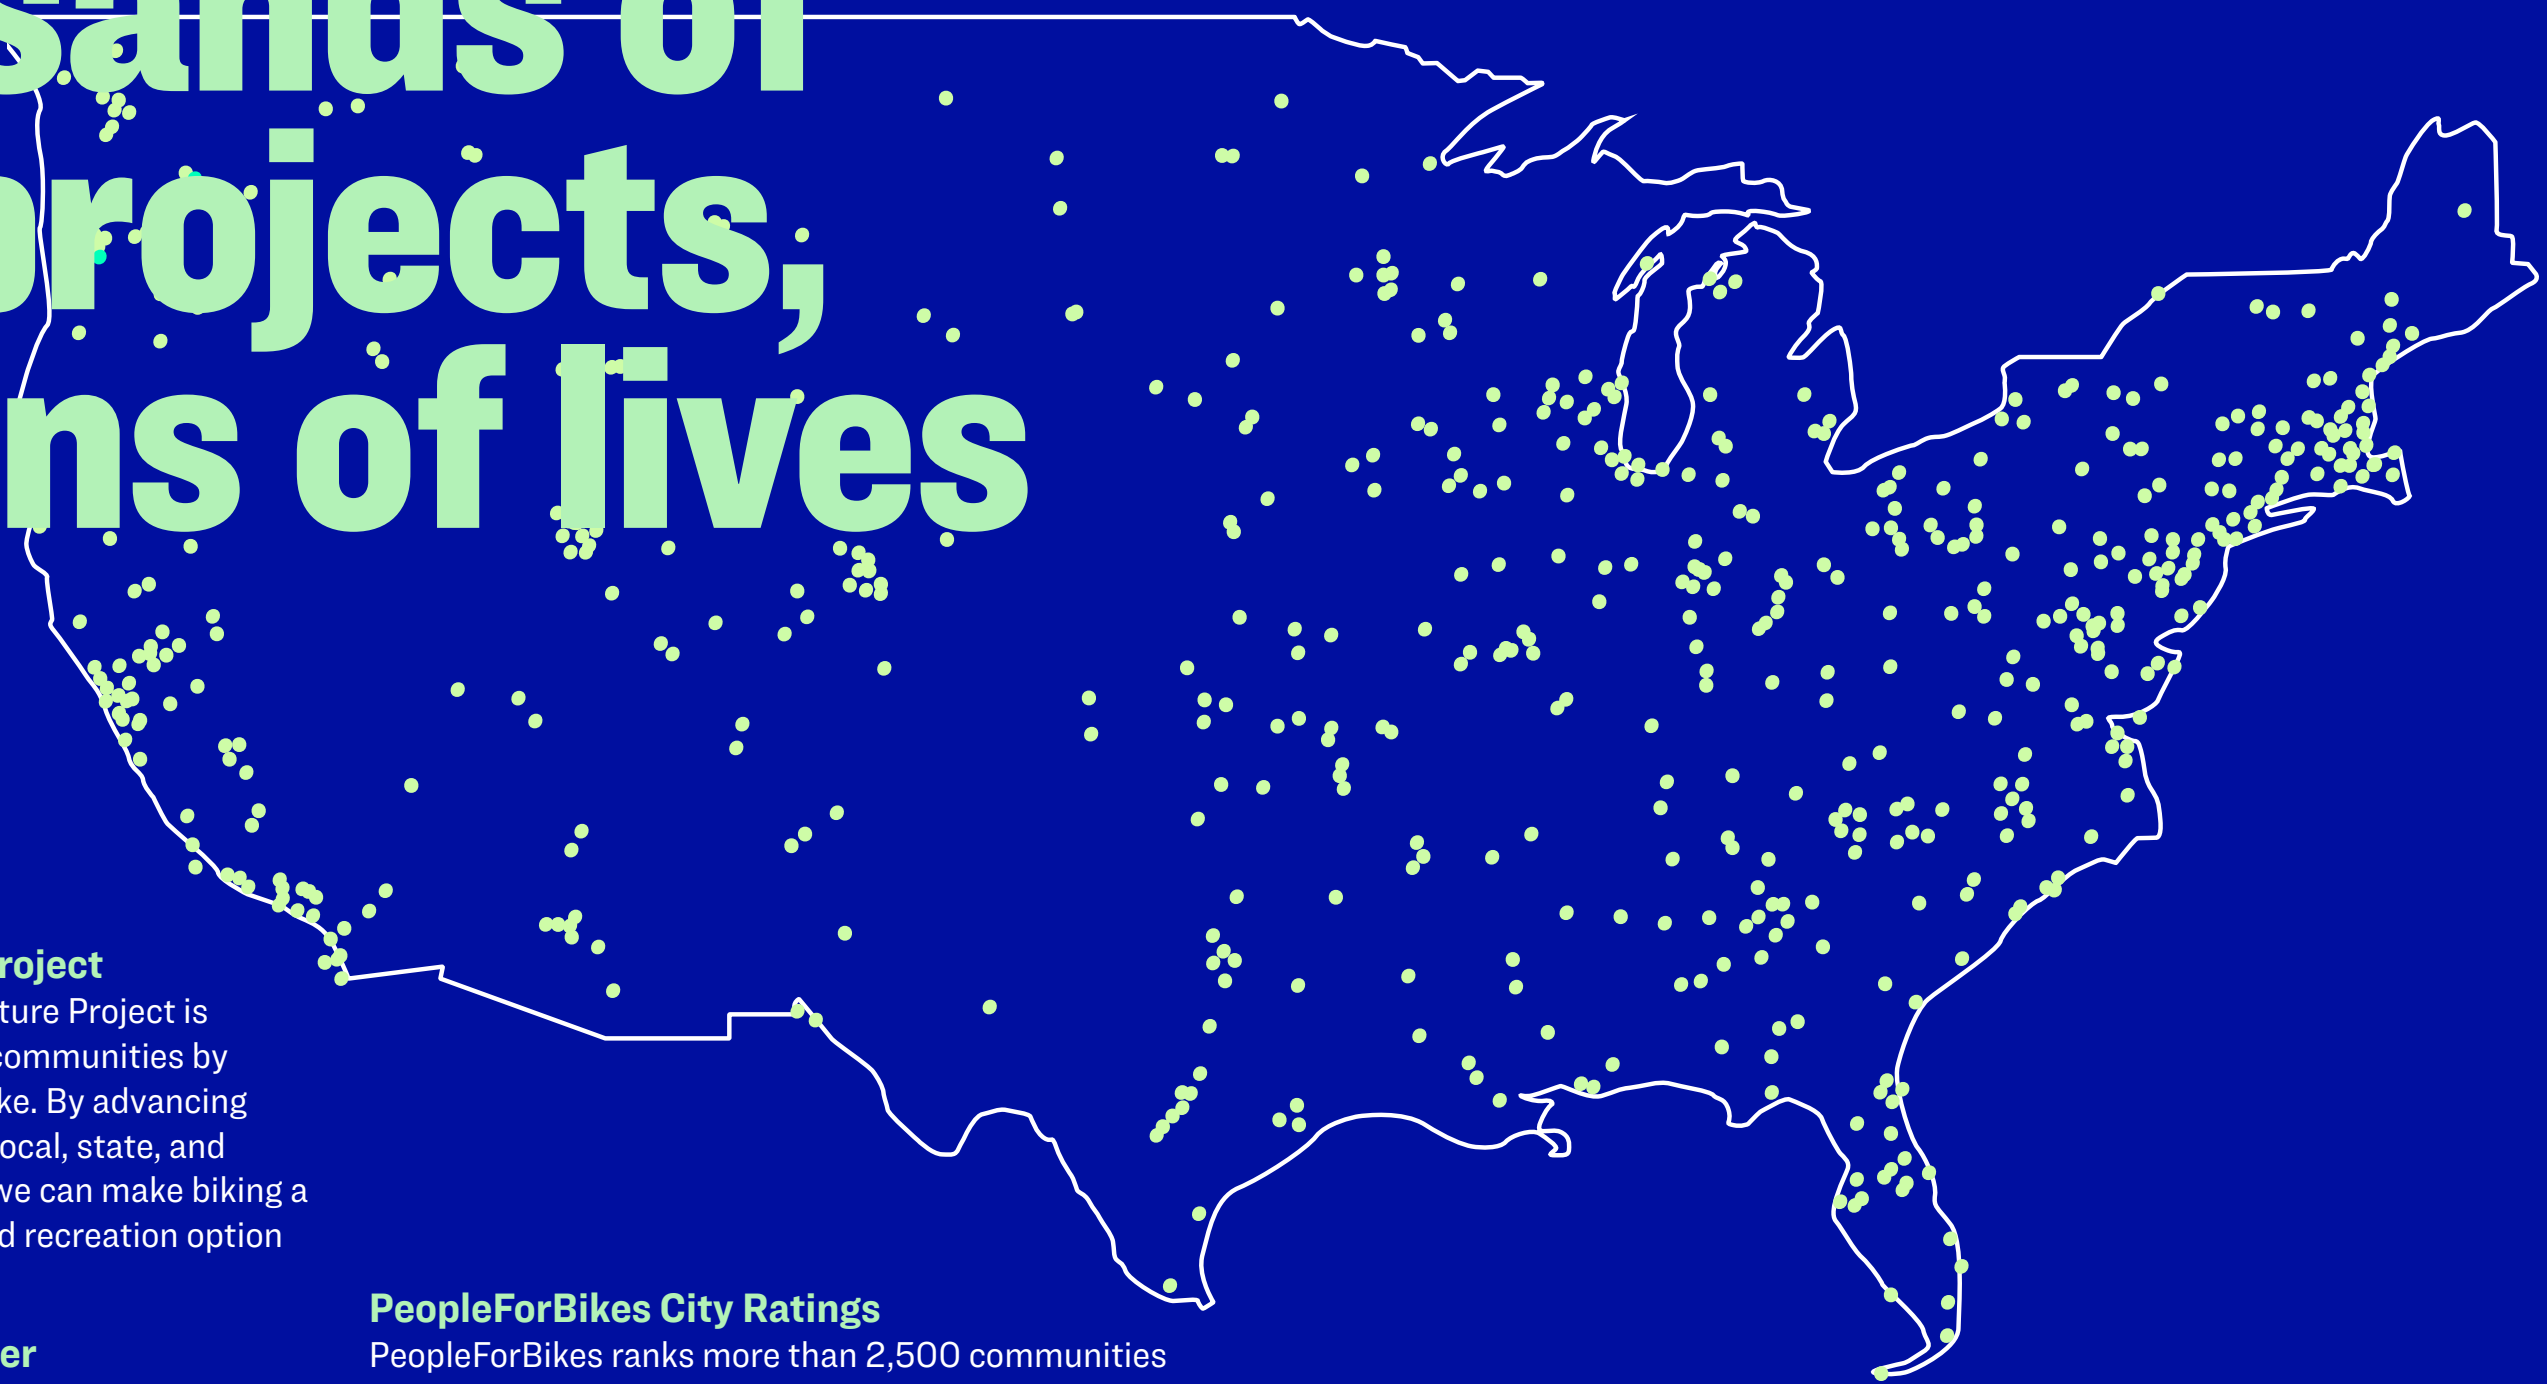 sands of
projects,
ns of lives
roject
ture Project is
communities by
ke. By advancing
ocal, state, and
we can make biking a
d recreation option
PeopleForBikes City Ratings
er
PeopleForBikes ranks more than 2,500 communities